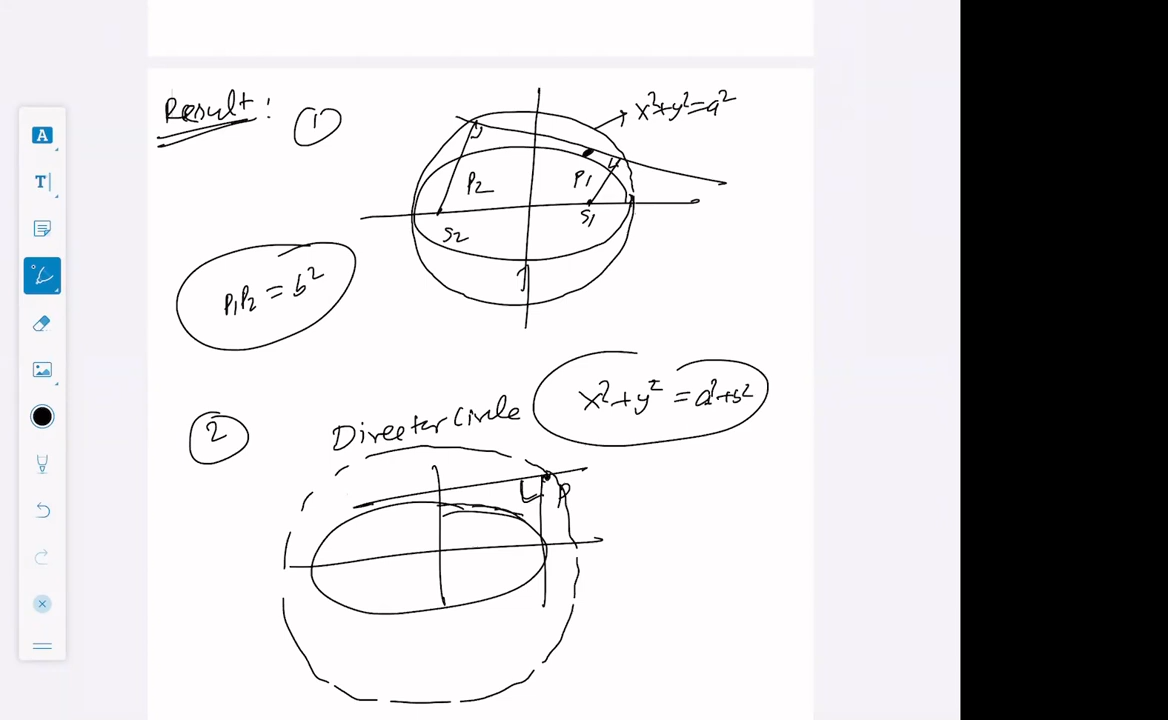 Result:
①
x²+y²=a²
P₂
P₁
S₁
S₂
P₁P₂ = b²
x²+y² = a²+b²
②
Director Circle
P
A
T